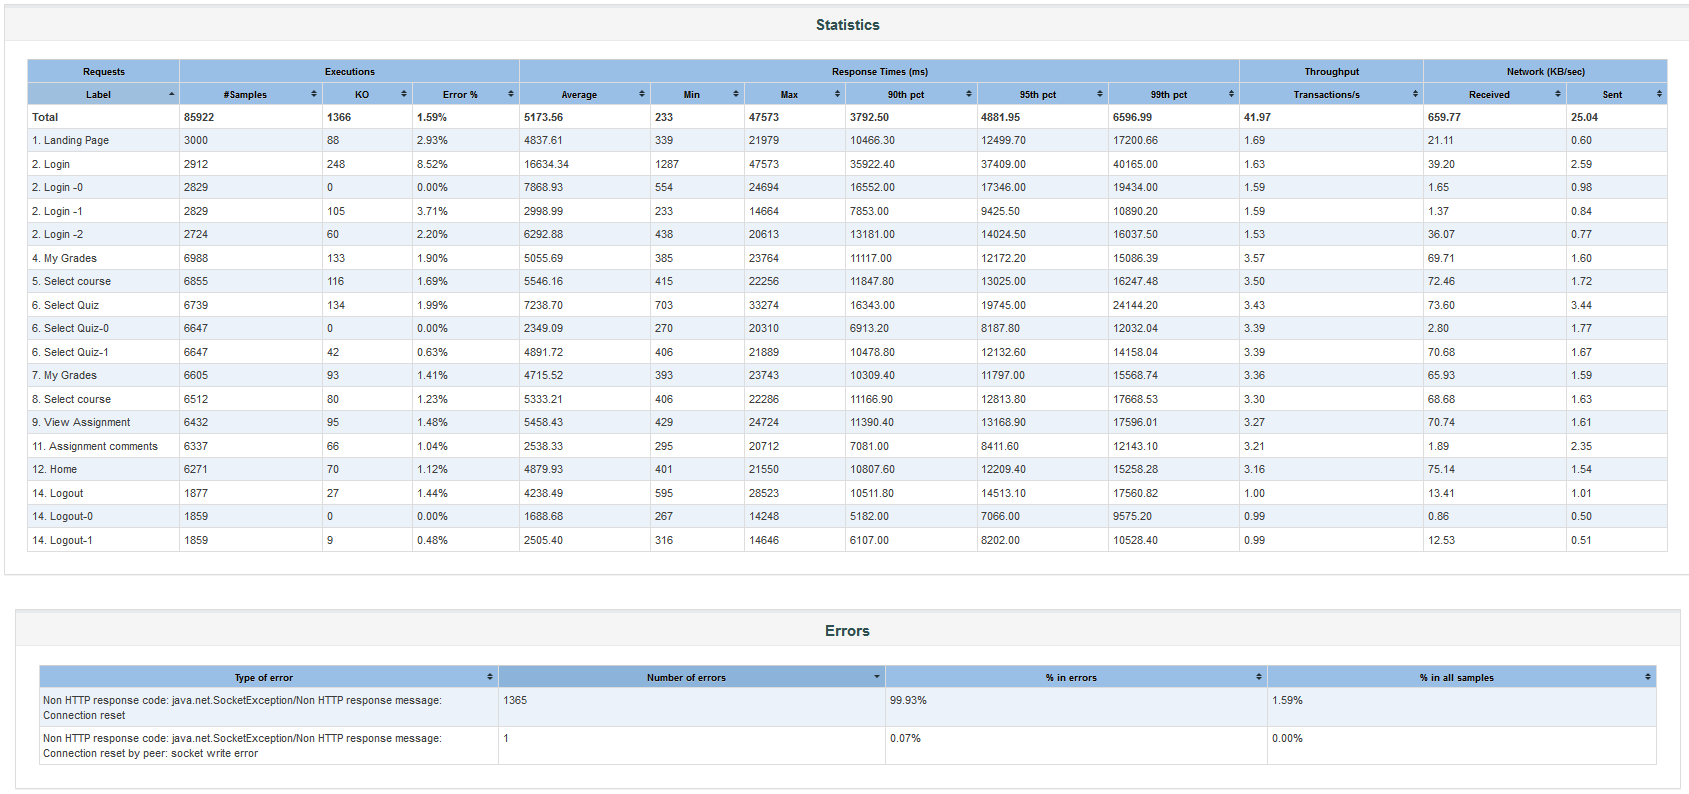 Statistics
Requests Executions Response Times (ms) Throughput Network (KB/sec)
Label #Samples KO Error % Average Min Max 90th pct 95th pct 99th pct Transactions/s Received Sent
Total 85922 1366 1.59% 5173.56 233 47573 3792.50 4881.95 6596.99 41.97 659.77 25.04
1. Landing Page 3000 88 2.93% 4837.61 339 21979 10466.30 12499.70 17200.66 1.69 21.11 0.60
2. Login 2912 248 8.52% 16634.34 1287 47573 35922.40 37409.00 40165.00 1.63 39.20 2.59
2. Login -0 2829 0 0.00% 7868.93 554 24694 16552.00 17346.00 19434.00 1.59 1.65 0.98
2. Login -1 2829 105 3.71% 2998.99 233 14664 7853.00 9425.50 10890.20 1.59 1.37 0.84
2. Login -2 2724 60 2.20% 6292.88 438 20613 13181.00 14024.50 16037.50 1.53 36.07 0.77
4. My Grades 6988 133 1.90% 5055.69 385 23764 11117.00 12172.20 15086.39 3.57 69.71 1.60
5. Select course 6855 116 1.69% 5546.16 415 22256 11847.80 13025.00 16247.48 3.50 72.46 1.72
6. Select Quiz 6739 134 1.99% 7238.70 703 33274 16343.00 19745.00 24144.20 3.43 73.60 3.44
6. Select Quiz-0 6647 0 0.00% 2349.09 270 20310 6913.20 8187.80 12032.04 3.39 2.80 1.77
6. Select Quiz-1 6647 42 0.63% 4891.72 406 21889 10478.80 12132.60 14158.04 3.39 70.68 1.67
7. My Grades 6605 93 1.41% 4715.52 393 23743 10309.40 11797.00 15568.74 3.36 65.93 1.59
8. Select course 6512 80 1.23% 5333.21 406 22286 11166.90 12813.80 17668.53 3.30 68.68 1.63
9. View Assignment 6432 95 1.48% 5458.43 429 24724 11390.40 13168.90 17596.01 3.27 70.74 1.61
11. Assignment comments 6337 66 1.04% 2538.33 295 20712 7081.00 8411.60 12143.10 3.21 1.89 2.35
12. Home 6271 70 1.12% 4879.93 401 21550 10807.60 12209.40 15258.28 3.16 75.14 1.54
14. Logout 1877 27 1.44% 4238.49 595 28523 10511.80 14513.10 17560.82 1.00 13.41 1.01
14. Logout-0 1859 0 0.00% 1688.68 267 14248 5182.00 7066.00 9575.20 0.99 0.86 0.50
14. Logout-1 1859 9 0.48% 2505.40 316 14646 6107.00 8202.00 10528.40 0.99 12.53 0.51
Errors
Type of error Number of errors % in errors % in all samples
Non HTTP response code: java.net.SocketException/Non HTTP response message: 1365 99.93% 1.59%
Connection reset
Non HTTP response code: java.net.SocketException/Non HTTP response message: 1 0.07% 0.00%
Connection reset by peer: socket write error